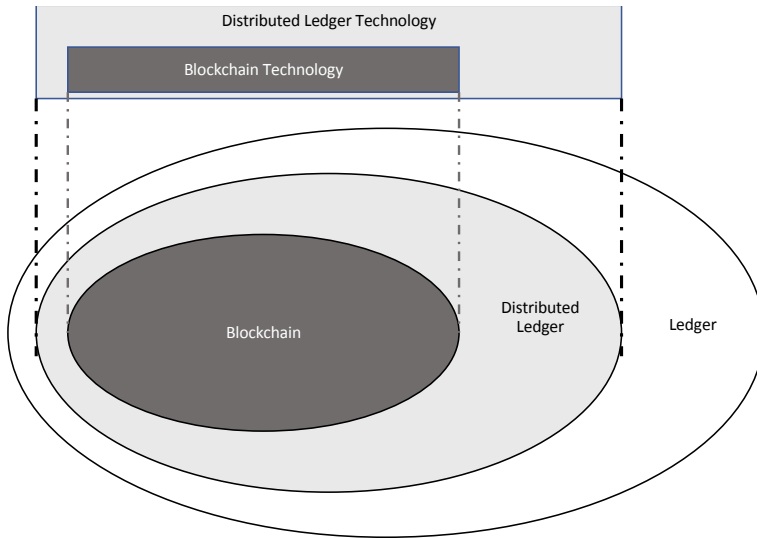 Distributed Ledger Technology
Blockchain Technology
Blockchain
Distributed
Ledger
Ledger